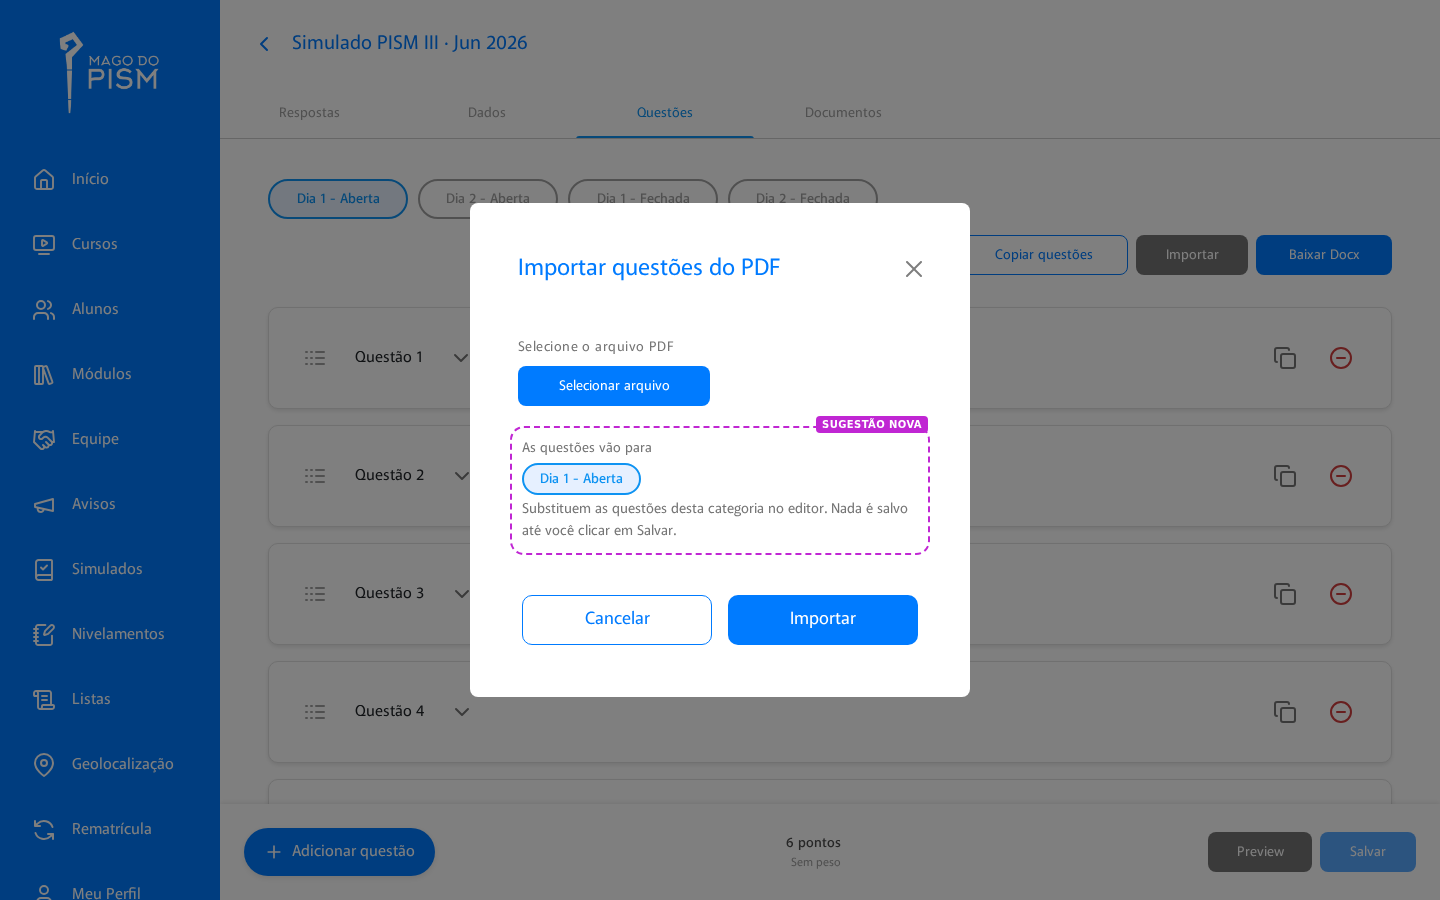 MAGO DO
PISM
Início
Cursos
Alunos
Módulos
Equipe
Avisos
Simulados
Nivelamentos
Listas
Geolocalização
Rematrícula
Meu Perfil
Simulado PISM III · Jun 2026
Respostas
Dados
Questões
Documentos
Dia 1 - Aberta
Dia 2 - Aberta
Dia 1 - Fechada
Dia 2 - Fechada
Copiar questões
Importar
Baixar Docx
Questão 1
Questão 2
Questão 3
Questão 4
Importar questões do PDF
Selecione o arquivo PDF
Selecionar arquivo
SUGESTÃO NOVA
As questões vão para
Dia 1 - Aberta
Substituem as questões desta categoria no editor. Nada é salvo
até você clicar em Salvar.
Cancelar
Importar
Adicionar questão
6 pontos
Sem peso
Preview
Salvar